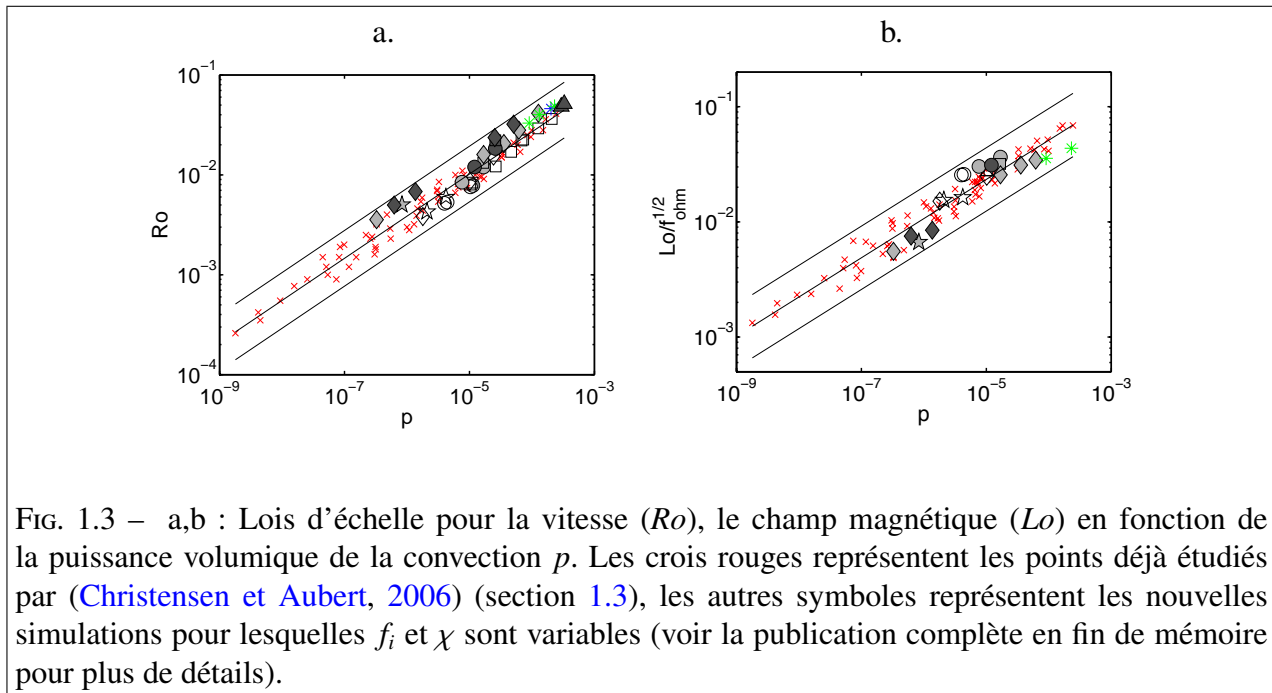 a.
b.
10⁻¹
10⁻²
10⁻³
10⁻⁴
Ro
10⁻⁹
10⁻⁷
10⁻⁵
10⁻³
p
10⁻¹
10⁻²
10⁻³
Lo/f_ohm^1/2
10⁻⁹
10⁻⁷
10⁻⁵
10⁻³
p
FIG. 1.3 – a,b : Lois d'échelle pour la vitesse (Ro), le champ magnétique (Lo) en fonction de
la puissance volumique de la convection p. Les crois rouges représentent les points déjà étudiés
par (Christensen et Aubert, 2006) (section 1.3), les autres symboles représentent les nouvelles
simulations pour lesquelles f_i et χ sont variables (voir la publication complète en fin de mémoire
pour plus de détails).